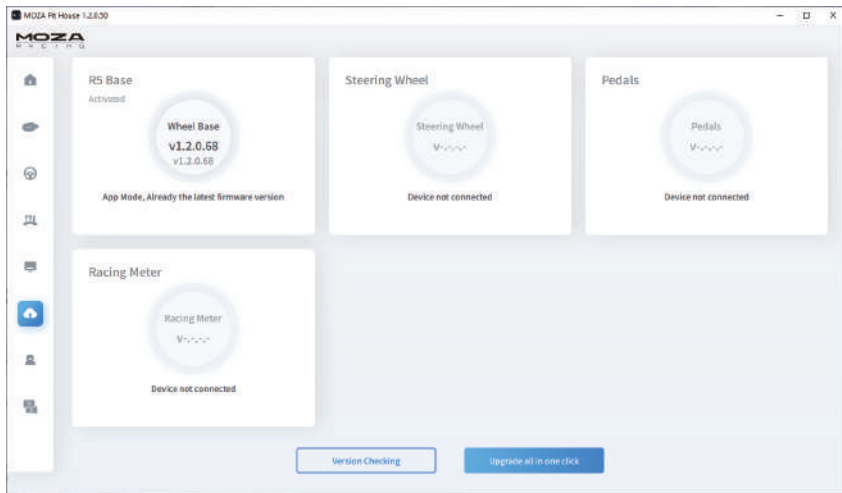 MOZA Pit House 1.2.0.50
MOZA
RACING
R5 Base
Activated
Wheel Base
v1.2.0.68
v1.2.0.68
App Mode, Already the latest firmware version
Steering Wheel
Steering Wheel
V-.-.-.-
Device not connected
Pedals
Pedals
V-.-.-.-
Device not connected
Racing Meter
Racing Meter
V-.-.-.-
Device not connected
Version Checking
Upgrade all in one click